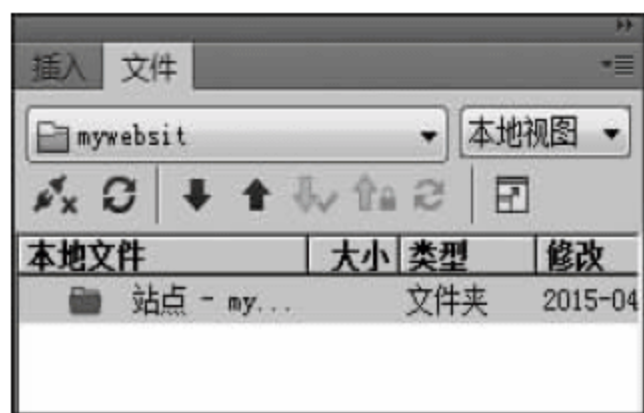 插入 文件
mywebsit 本地视图
本地文件 大小 类型 修改
站点 - my... 文件夹 2015-04